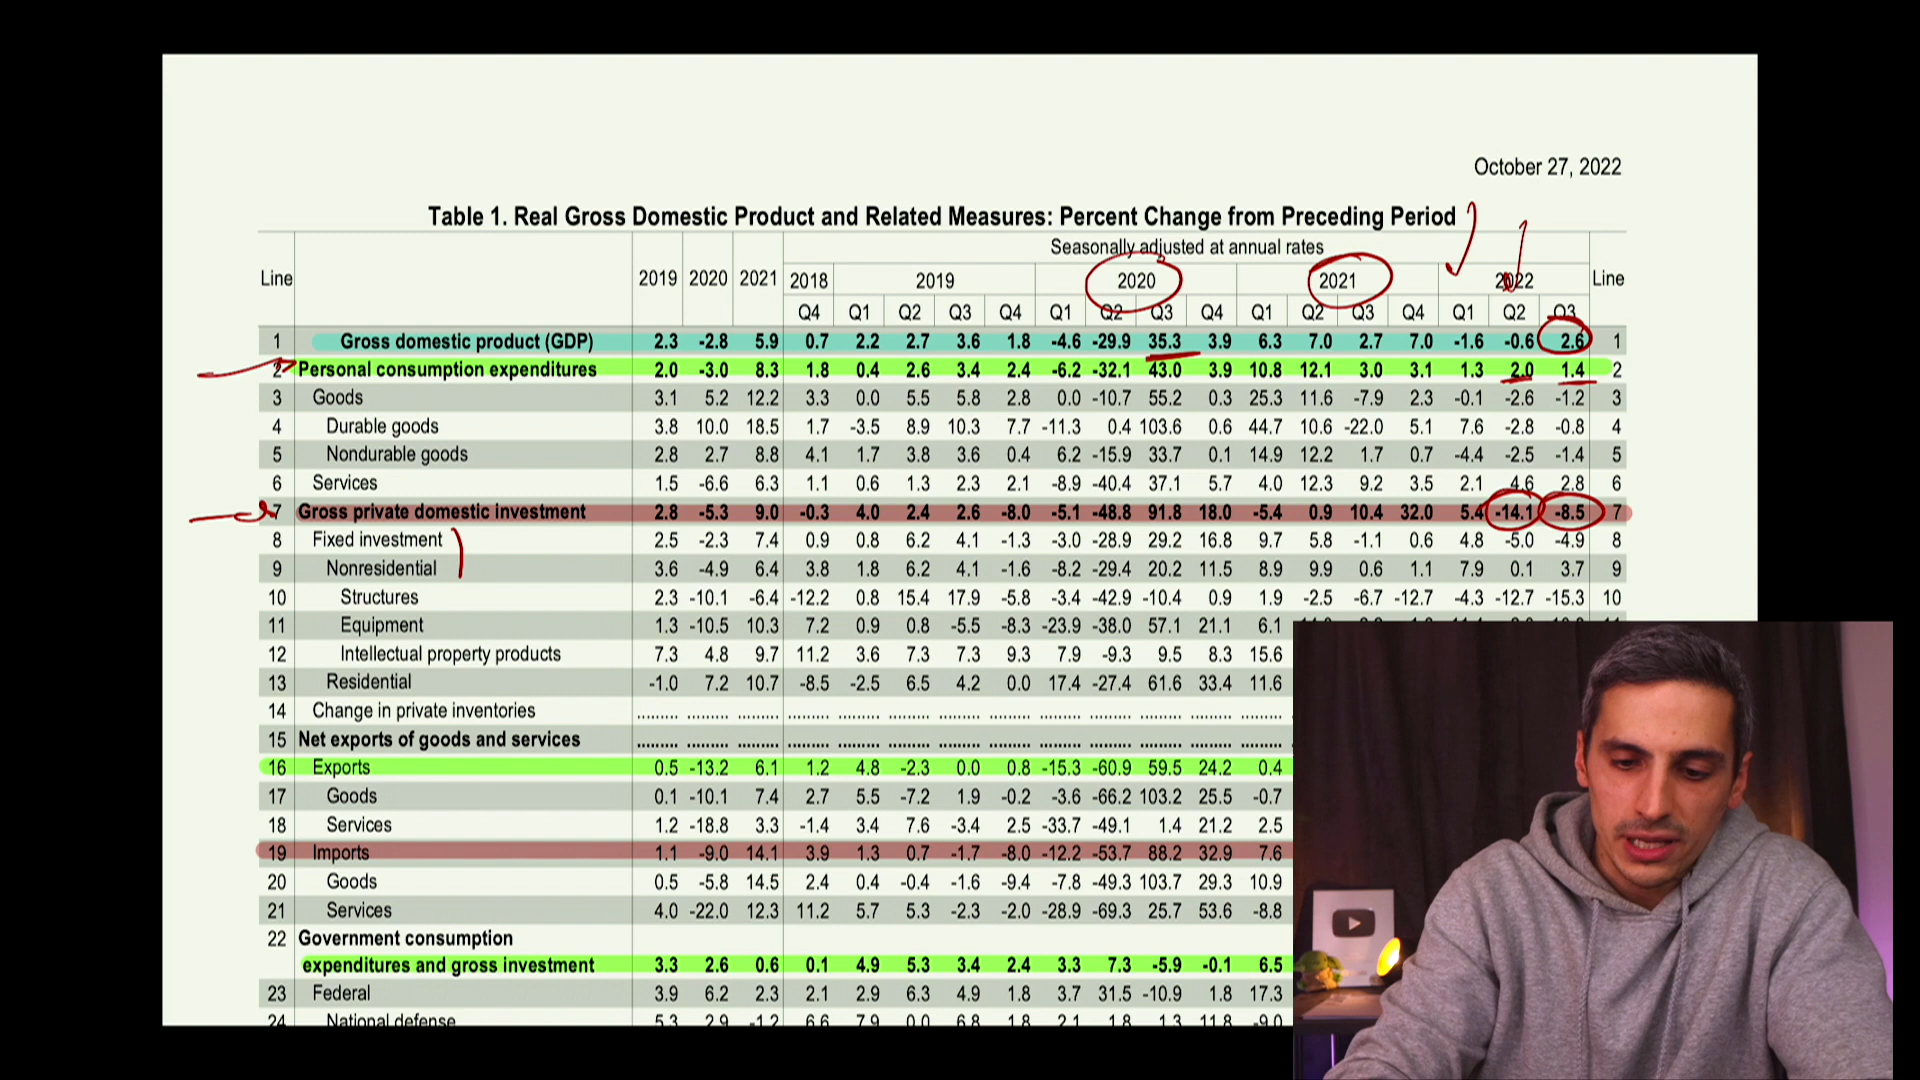 October 27, 2022
Table 1. Real Gross Domestic Product and Related Measures: Percent Change from Preceding Period
Seasonally adjusted at annual rates
Line 2019 2020 2021 2018 2019 2020 2021 2022 Line
Q4 Q1 Q2 Q3 Q4 Q1 Q2 Q3 Q4 Q1 Q2 Q3 Q4 Q1 Q2 Q3
1 Gross domestic product (GDP) 2.3 -2.8 5.9 0.7 2.2 2.7 3.6 1.8 -4.6 -29.9 35.3 3.9 6.3 7.0 2.7 7.0 -1.6 -0.6 2.6 1
2 Personal consumption expenditures 2.0 -3.0 8.3 1.8 0.4 2.6 3.4 2.4 -6.2 -32.1 43.0 3.9 10.8 12.1 3.0 3.1 1.3 2.0 1.4 2
3 Goods 3.1 5.2 12.2 3.3 0.0 5.5 5.8 2.8 0.0 -10.7 55.2 0.3 25.3 11.6 -7.9 2.3 -0.1 -2.6 -1.2 3
4 Durable goods 3.8 10.0 18.5 1.7 -3.5 8.9 10.3 7.7 -11.3 0.4 103.6 0.6 44.7 10.6 -22.0 5.1 7.6 -2.8 -0.8 4
5 Nondurable goods 2.8 2.7 8.8 4.1 1.7 3.8 3.6 0.4 6.2 -15.9 33.7 0.1 14.9 12.2 1.7 0.7 -4.4 -2.5 -1.4 5
6 Services 1.5 -6.6 6.3 1.1 0.6 1.3 2.3 2.1 -8.9 -40.4 37.1 5.7 4.0 12.3 9.2 3.5 2.1 4.6 2.8 6
7 Gross private domestic investment 2.8 -5.3 9.0 -0.3 4.0 2.4 2.6 -8.0 -5.1 -48.8 91.8 18.0 -5.4 0.9 10.4 32.0 5.4 -14.1 -8.5 7
8 Fixed investment 2.5 -2.3 7.4 0.9 0.8 6.2 4.1 -1.3 -3.0 -28.9 29.2 16.8 9.7 5.8 -1.1 0.6 4.8 -5.0 -4.9 8
9 Nonresidential 3.6 -4.9 6.4 3.8 1.8 6.2 4.1 -1.6 -8.2 -29.4 20.2 11.5 8.9 9.9 0.6 1.1 7.9 0.1 3.7 9
10 Structures 2.3 -10.1 -6.4 -12.2 0.8 15.4 17.9 -5.8 -3.4 -42.9 -10.4 0.9 1.9 -2.5 -6.7 -12.7 -4.3 -12.7 -15.3 10
11 Equipment 1.3 -10.5 10.3 7.2 0.9 0.8 -5.5 -8.3 -23.9 -38.0 57.1 21.1 6.1
12 Intellectual property products 7.3 4.8 9.7 11.2 3.6 7.3 7.3 9.3 7.9 -9.3 9.5 8.3 15.6
13 Residential -1.0 7.2 10.7 -8.5 -2.5 6.5 4.2 0.0 17.4 -27.4 61.6 33.4 11.6
14 Change in private inventories ......... ......... ......... ......... ......... ......... ......... ......... ......... ......... ......... ......... .........
15 Net exports of goods and services ......... ......... ......... ......... ......... ......... ......... ......... ......... ......... ......... ......... .........
16 Exports 0.5 -13.2 6.1 1.2 4.8 -2.3 0.0 0.8 -15.3 -60.9 59.5 24.2 0.4
17 Goods 0.1 -10.1 7.4 2.7 5.5 -7.2 1.9 -0.2 -3.6 -66.2 103.2 25.5 -0.7
18 Services 1.2 -18.8 3.3 -1.4 3.4 7.6 -3.4 2.5 -33.7 -49.1 1.4 21.2 2.5
19 Imports 1.1 -9.0 14.1 3.9 1.3 0.7 -1.7 -8.0 -12.2 -53.7 88.2 32.9 7.6
20 Goods 0.5 -5.8 14.5 2.4 0.4 -0.4 -1.6 -9.4 -7.8 -49.3 103.7 29.3 10.9
21 Services 4.0 -22.0 12.3 11.2 5.7 5.3 -2.3 -2.0 -28.9 -69.3 25.7 53.6 -8.8
22 Government consumption
expenditures and gross investment 3.3 2.6 0.6 0.1 4.9 5.3 3.4 2.4 3.3 7.3 -5.9 -0.1 6.5
23 Federal 3.9 6.2 2.3 2.1 2.9 6.3 4.9 1.8 3.7 31.5 -10.9 1.8 17.3
24 National defense 5.3 2.9 -1.2 6.6 7.9 0.0 6.8 1.8 2.1 1.8 1.3 11.8 -9.0